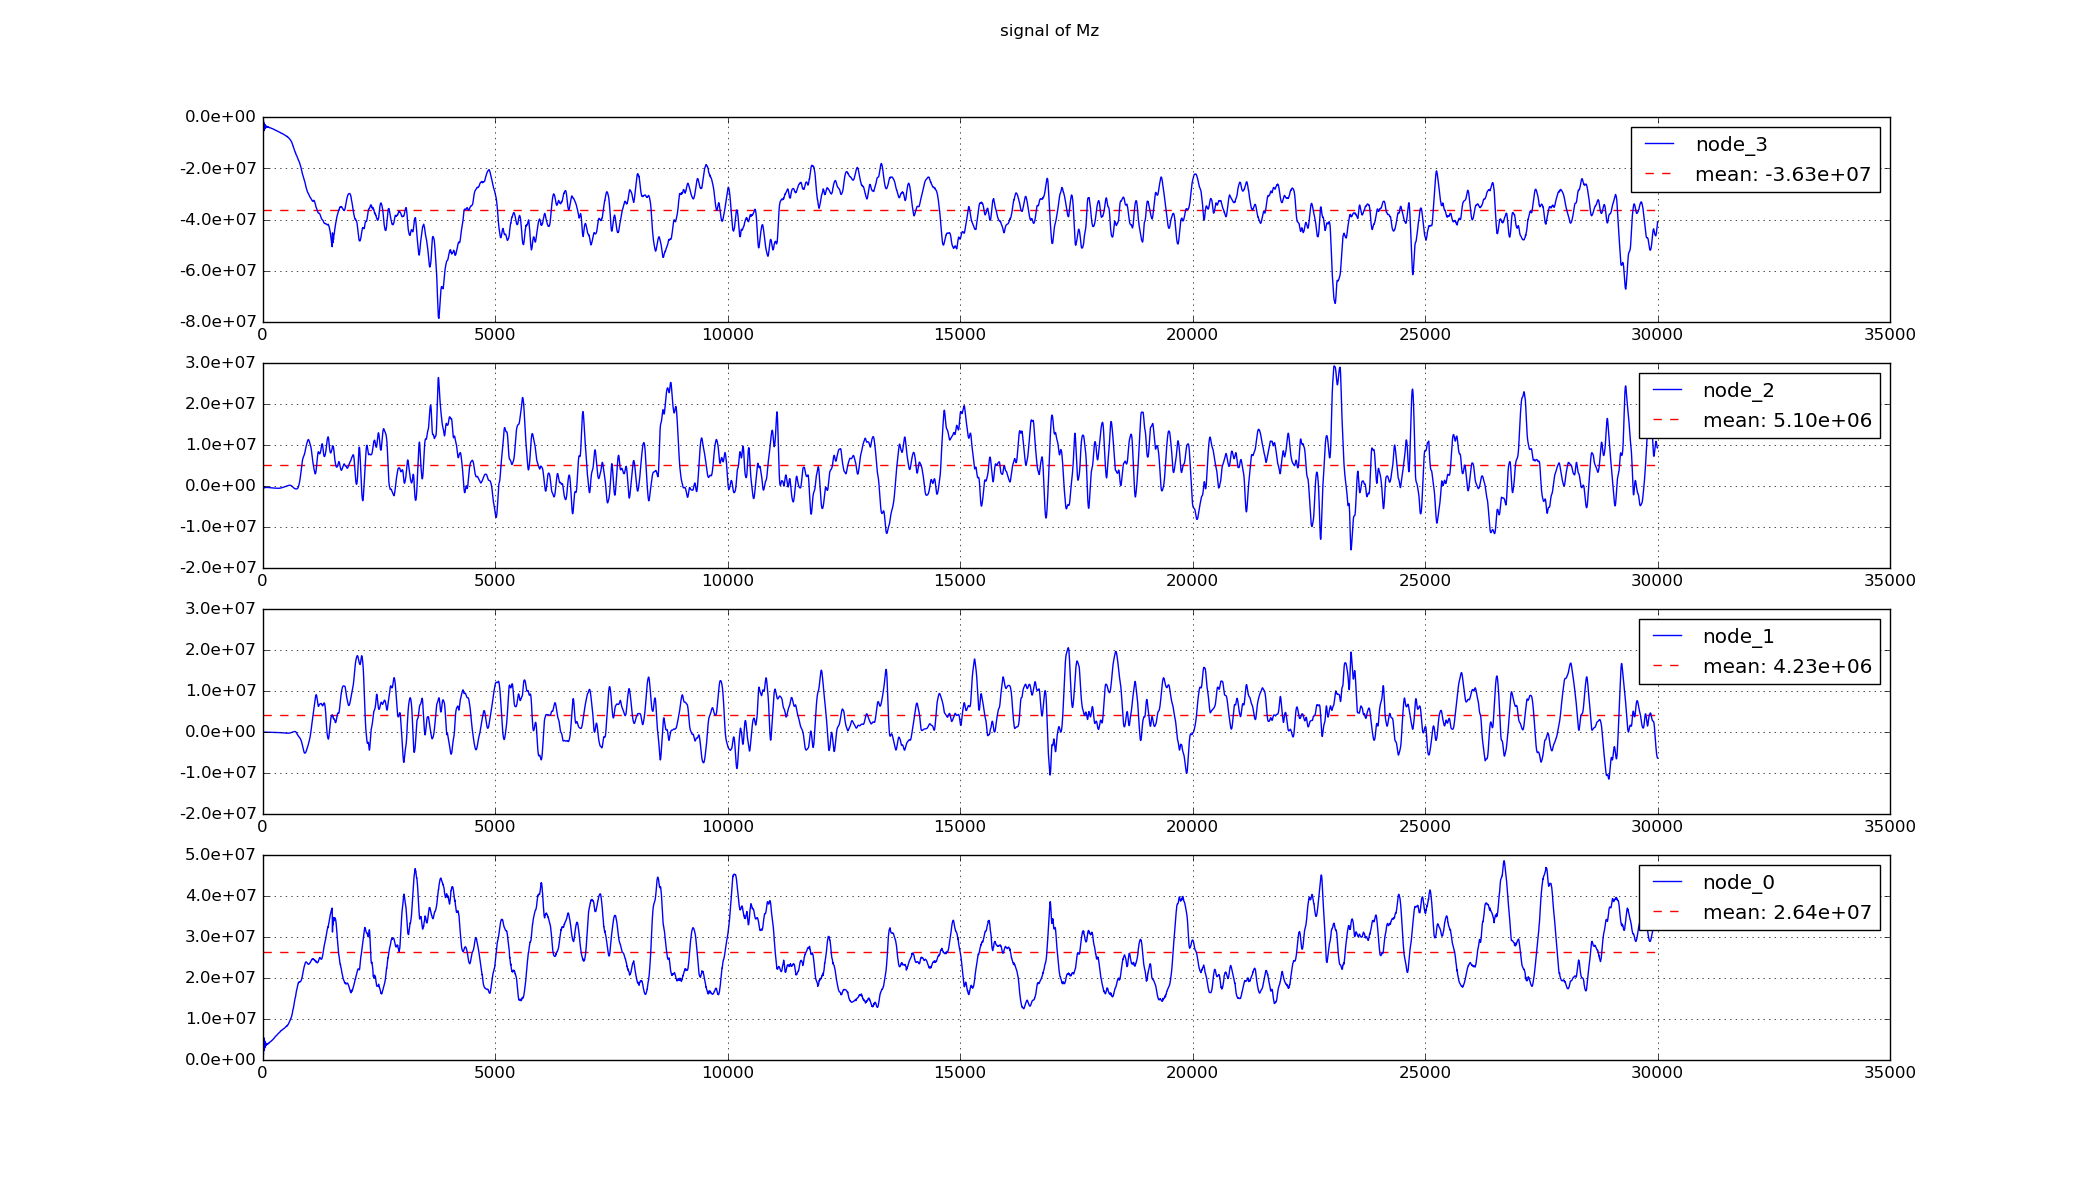 signal of Mz
0.0e+00
-2.0e+07
-4.0e+07
-6.0e+07
-8.0e+07
node_3
mean: -3.63e+07
0 5000 10000 15000 20000 25000 30000 35000
3.0e+07
2.0e+07
1.0e+07
0.0e+00
-1.0e+07
-2.0e+07
node_2
mean: 5.10e+06
0 5000 10000 15000 20000 25000 30000 35000
3.0e+07
2.0e+07
1.0e+07
0.0e+00
-1.0e+07
-2.0e+07
node_1
mean: 4.23e+06
0 5000 10000 15000 20000 25000 30000 35000
5.0e+07
4.0e+07
3.0e+07
2.0e+07
1.0e+07
0.0e+00
node_0
mean: 2.64e+07
0 5000 10000 15000 20000 25000 30000 35000